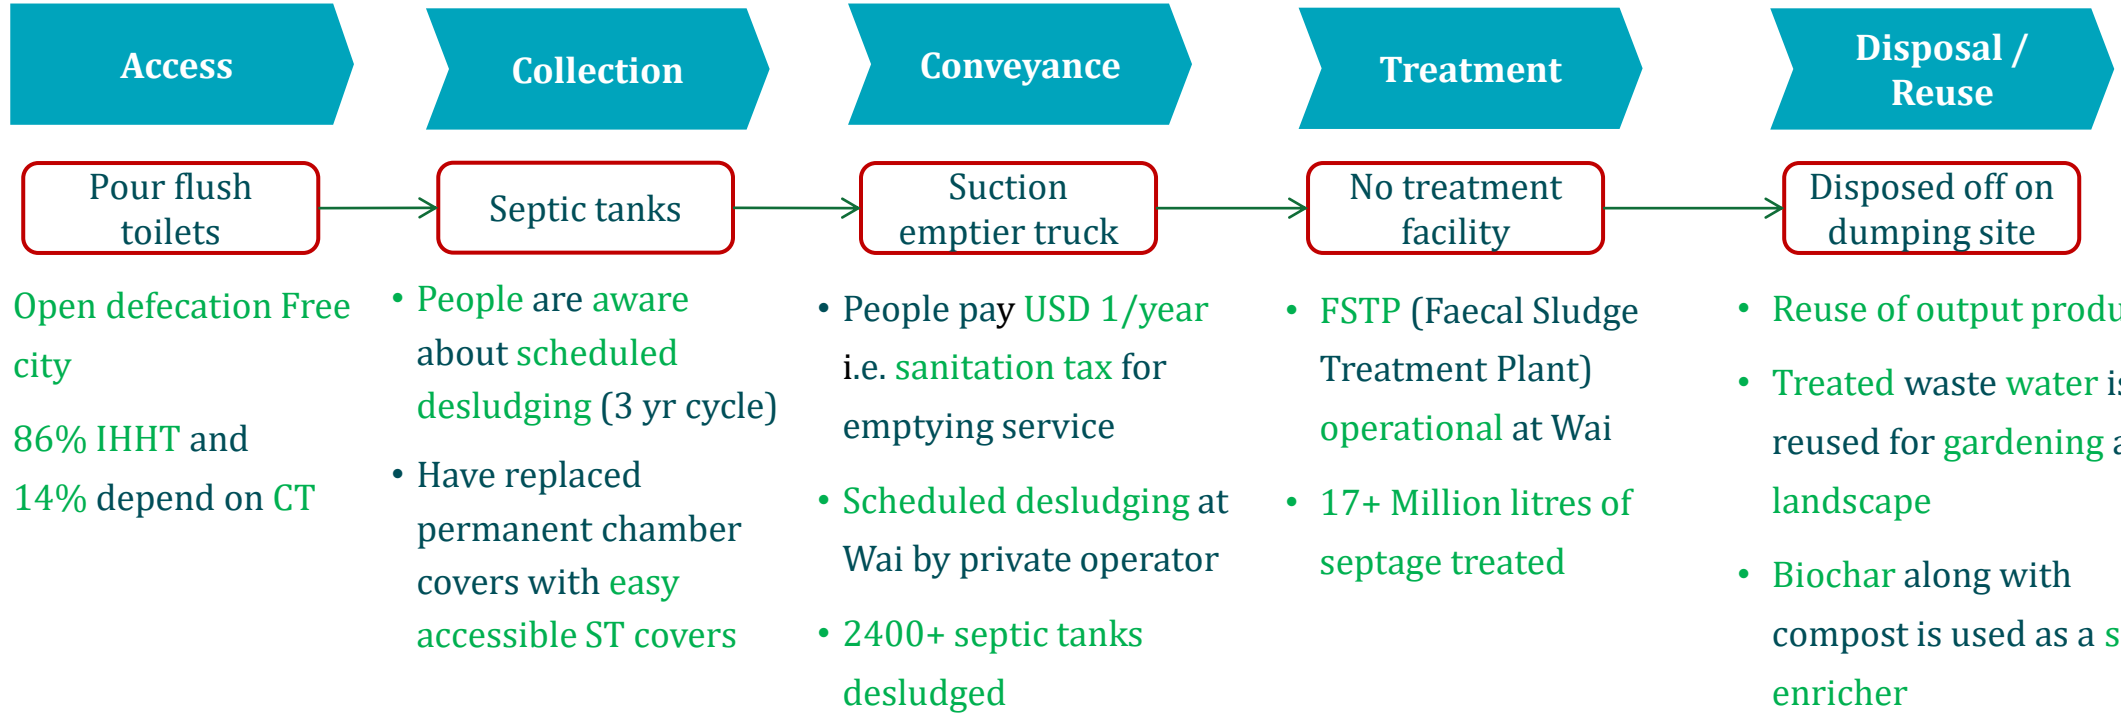 Access
Collection
Conveyance
Treatment
Disposal /
Reuse
Pour flush
toilets
Septic tanks
Suction
emptier truck
No treatment
facility
Disposed off on
dumping site
Open defecation Free
city
86% IHHT and
14% depend on CT
• People are aware
about scheduled
desludging (3 yr cycle)
• Have replaced
permanent chamber
covers with easy
accessible ST covers
• People pay USD 1/year
i.e. sanitation tax for
emptying service
• Scheduled desludging at
Wai by private operator
• 2400+ septic tanks
desludged
• FSTP (Faecal Sludge
Treatment Plant)
operational at Wai
• 17+ Million litres of
septage treated
• Reuse of output
• Treated waste water
reused for gardening
landscape
• Biochar along with
compost is used as a
enricher